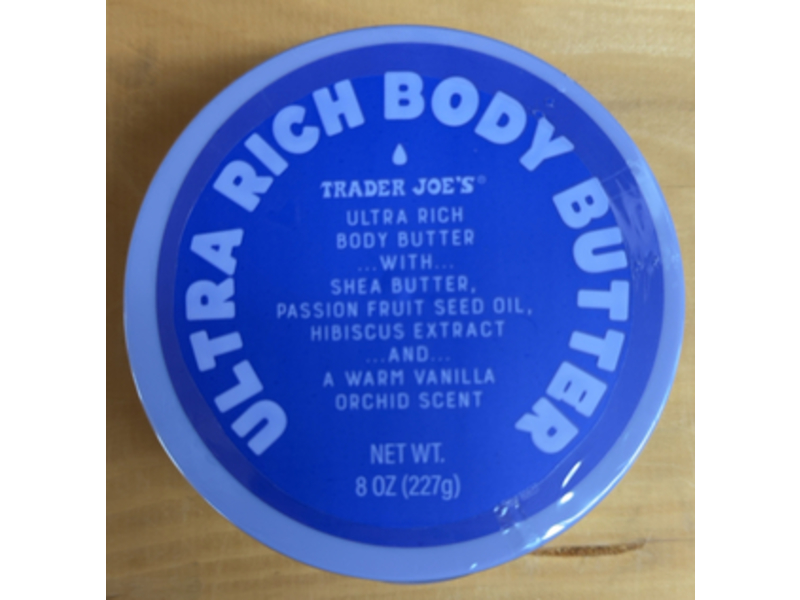 ULTRA RICH BODY BUTTER
TRADER JOE'S®
ULTRA RICH
BODY BUTTER
...WITH...
SHEA BUTTER,
PASSION FRUIT SEED OIL,
HIBISCUS EXTRACT
...AND...
A WARM VANILLA
ORCHID SCENT
NET WT.
8 OZ (227g)